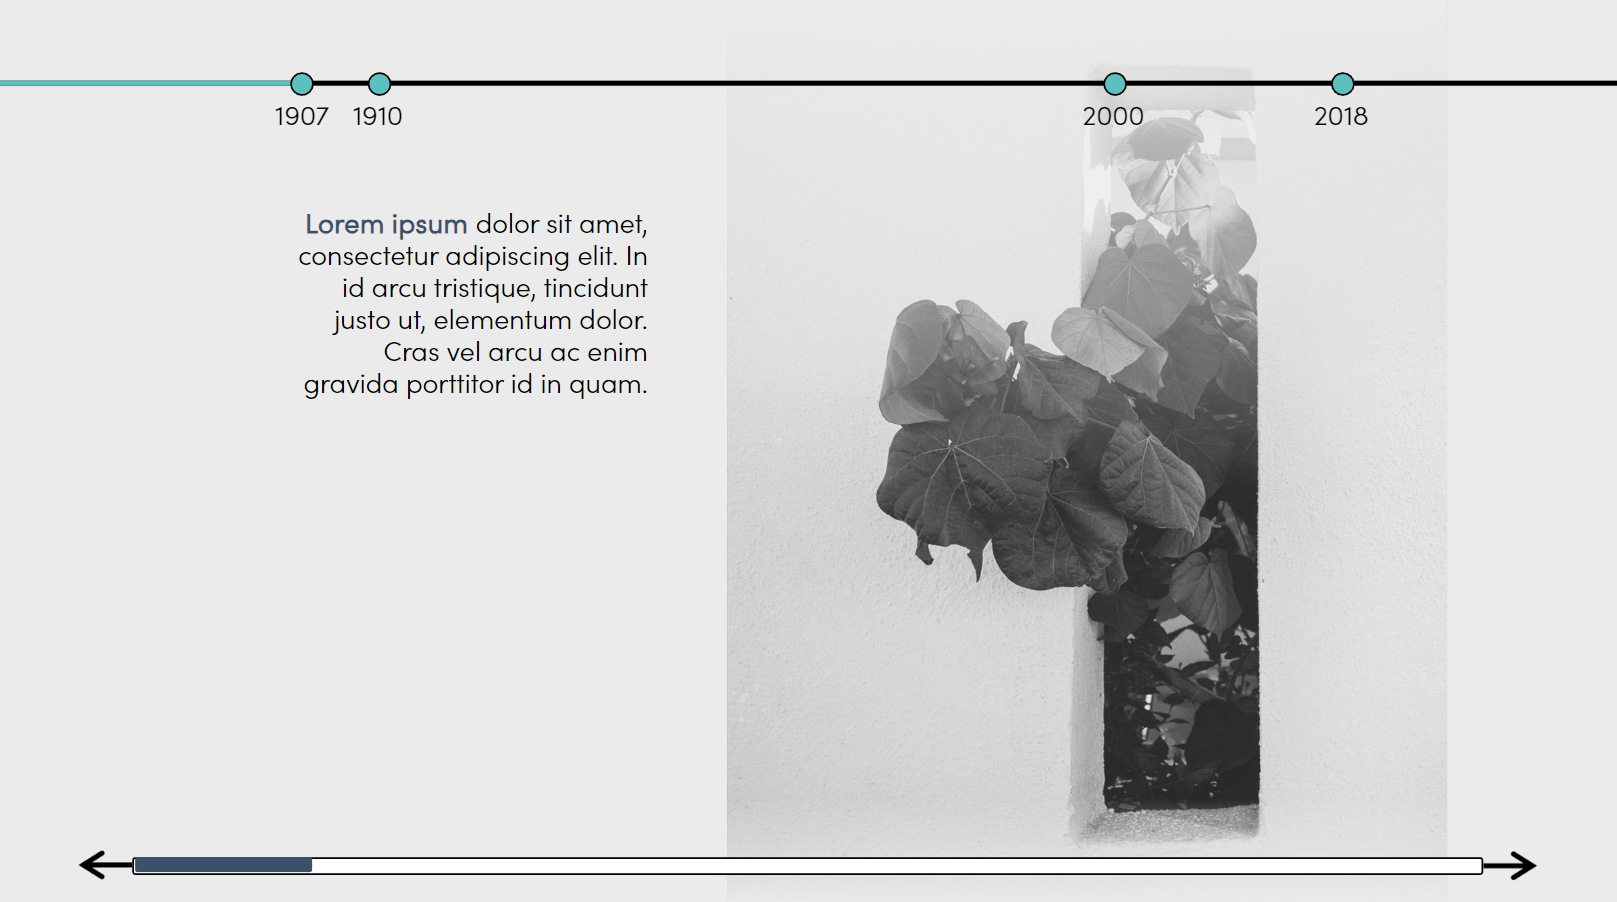 1907 1910 2000 2018
Lorem ipsum dolor sit amet,
consectetur adipiscing elit. In
id arcu tristique, tincidunt
justo ut, elementum dolor.
Cras vel arcu ac enim
gravida porttitor id in quam.